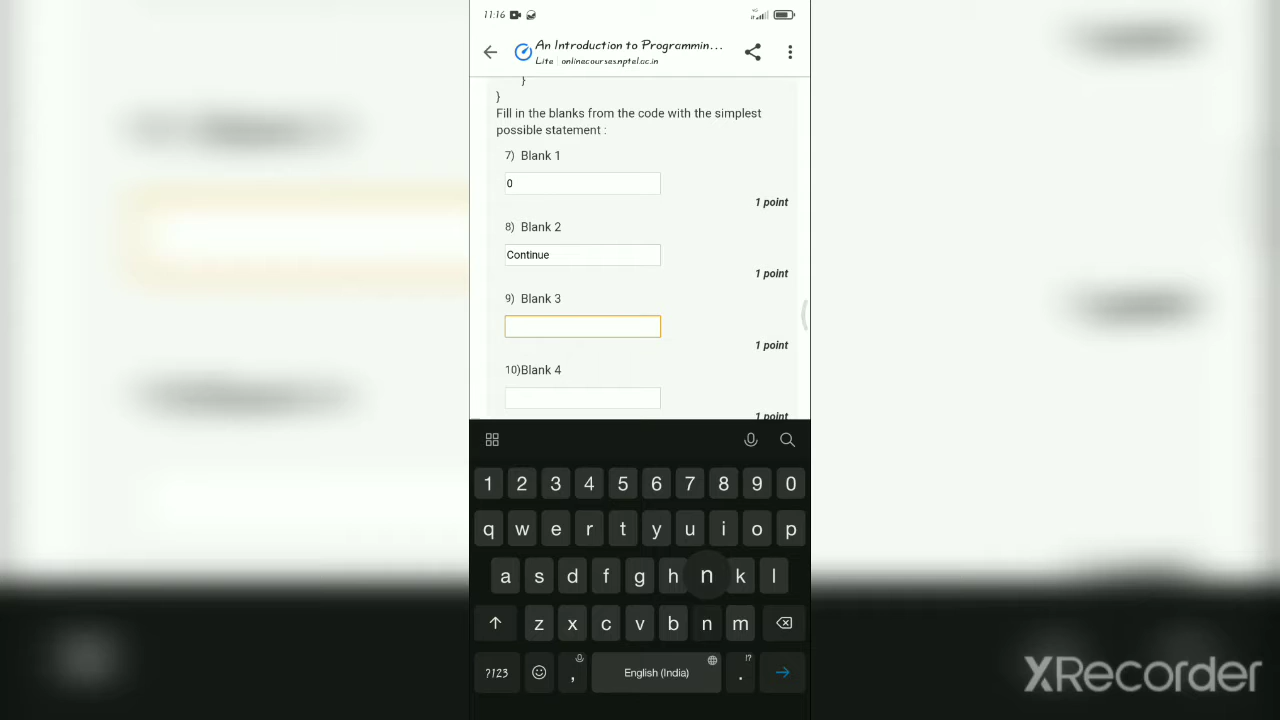 11:16
4G
An Introduction to Programmin...
Lite | onlinecourses.nptel.ac.in
}
}
Fill in the blanks from the code with the simplest
possible statement :
7) Blank 1
0
1 point
8) Blank 2
Continue
1 point
9) Blank 3
1 point
10)Blank 4
1 point
1 2 3 4 5 6 7 8 9 0
q w e r t y u i o p
a s d f g h n k l
z x c v b n m
?123 , English (India) . !?
XRecorder